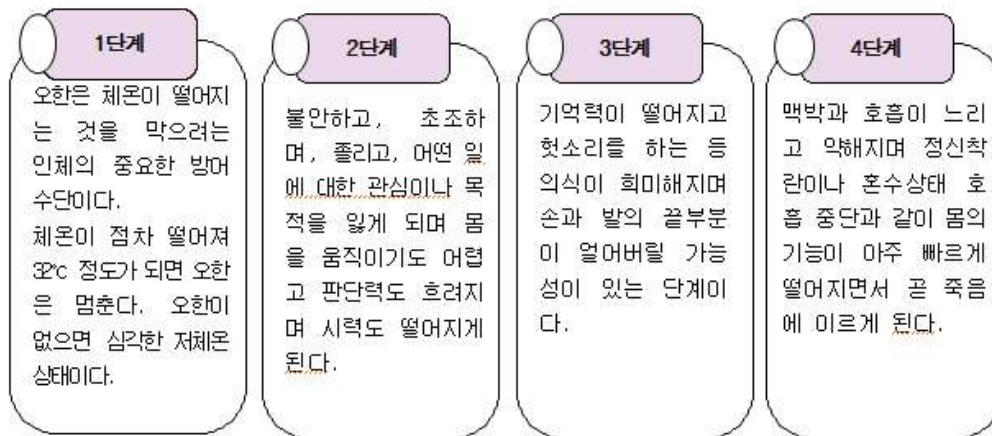 1단계
오한은 체온이 떨어지
는 것을 막으려는
인체의 중요한 방어
수단이다.
체온이 점차 떨어져
32℃ 정도가 되면 오한
은 멈춘다. 오한이
없으면 심각한 저체온
상태이다.
2단계
불안하고, 초조하
며, 졸리고, 어떤 일
에 대한 관심이나 목
적을 잃게 되며 몸
을 움직이기도 어렵
고 판단력도 흐려지
며 시력도 떨어지게
된다.
3단계
기억력이 떨어지고
헛소리를 하는 등
의식이 희미해지며
손과 발의 끝부분
이 얼어버릴 가능
성이 있는 단계이
다.
4단계
맥박과 호흡이 느리
고 약해지며 정신착
란이나 혼수상태 호
흡 중단과 같이 몸의
기능이 아주 빠르게
떨어지면서 곧 죽음
에 이르게 된다.